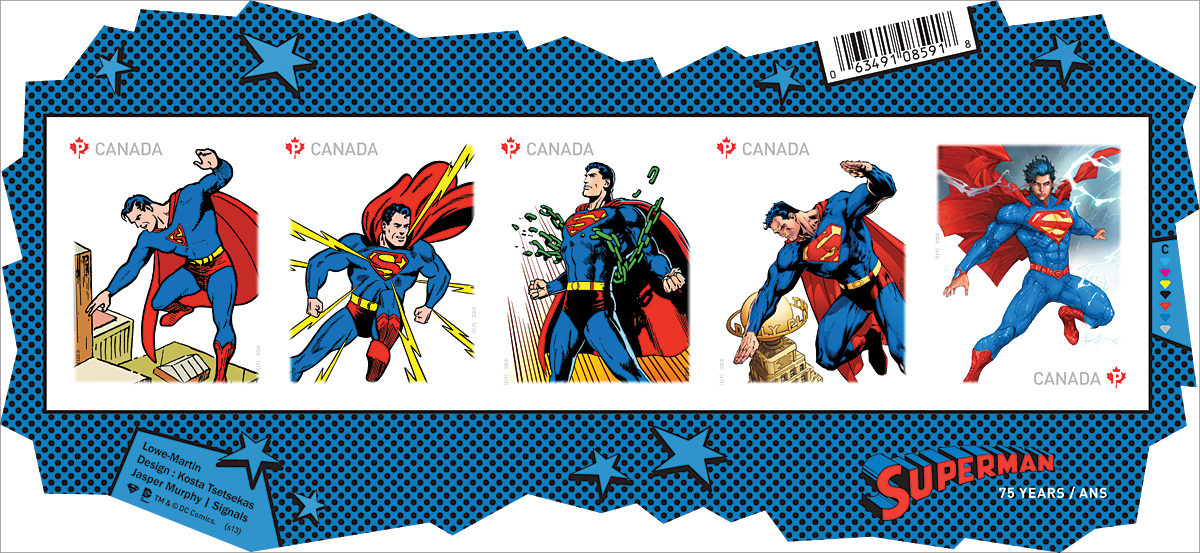 0 63491 08591 8
P CANADA
P CANADA
P CANADA
P CANADA
CANADA P
C
Lowe-Martin
Design : Kosta Tsetsekas
Jasper Murphy | Signals
TM & © DC Comics. (s13)
SUPERMAN
75 YEARS / ANS